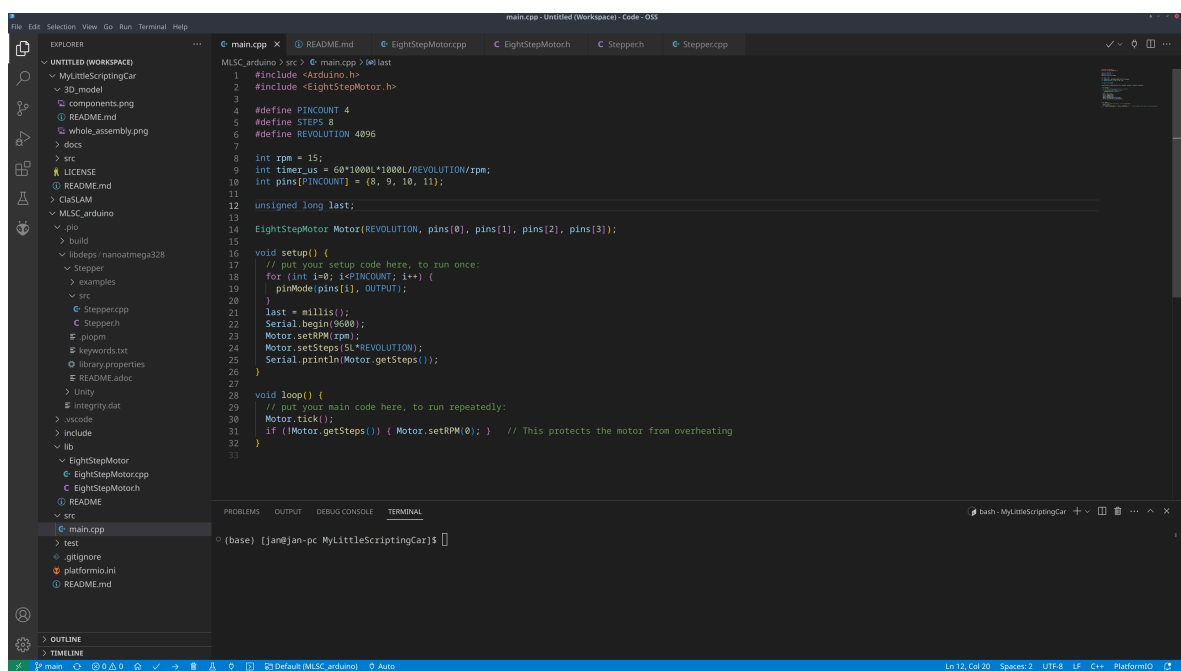 main.cpp - Untitled (Workspace) - Code - OSS
File Edit Selection View Go Run Terminal Help
EXPLORER
main.cpp
README.md
EightStepMotor.cpp
EightStepMotor.h
Stepper.h
Stepper.cpp
UNTITLED (WORKSPACE)
MyLittleScriptingCar
3D_model
components.png
README.md
whole_assembly.png
docs
src
LICENSE
README.md
ClaSLAM
MLSC_arduino
.pio
build
libdeps / nanoatmega328
Stepper
examples
src
Stepper.cpp
Stepper.h
.piopm
keywords.txt
library.properties
README.adoc
Unity
integrity.dat
.vscode
include
lib
EightStepMotor
EightStepMotor.cpp
EightStepMotor.h
README
src
main.cpp
test
.gitignore
platformio.ini
README.md
OUTLINE
TIMELINE
MLSC_arduino > src > main.cpp > last
1 #include <Arduino.h>
2 #include <EightStepMotor.h>
3
4 #define PINCOUNT 4
5 #define STEPS 8
6 #define REVOLUTION 4096
7
8 int rpm = 15;
9 int timer_us = 60*1000L*1000L/REVOLUTION/rpm;
10 int pins[PINCOUNT] = {8, 9, 10, 11};
11
12 unsigned long last;
13
14 EightStepMotor Motor(REVOLUTION, pins[0], pins[1], pins[2], pins[3]);
15
16 void setup() {
17 // put your setup code here, to run once:
18 for (int i=0; i<PINCOUNT; i++) {
19 pinMode(pins[i], OUTPUT);
20 }
21 last = millis();
22 Serial.begin(9600);
23 Motor.setRPM(rpm);
24 Motor.setSteps(5L*REVOLUTION);
25 Serial.println(Motor.getSteps());
26 }
27
28 void loop() {
29 // put your main code here, to run repeatedly:
30 Motor.tick();
31 if (!Motor.getSteps()) { Motor.setRPM(0); } // This protects the motor from overheating
32 }
33
PROBLEMS OUTPUT DEBUG CONSOLE TERMINAL
bash - MyLittleScriptingCar
(base) [jan@jan-pc MyLittleScriptingCar]$
main 0 0 Default (MLSC_arduino) Auto
Ln 12, Col 20 Spaces: 2 UTF-8 LF C++ PlatformIO